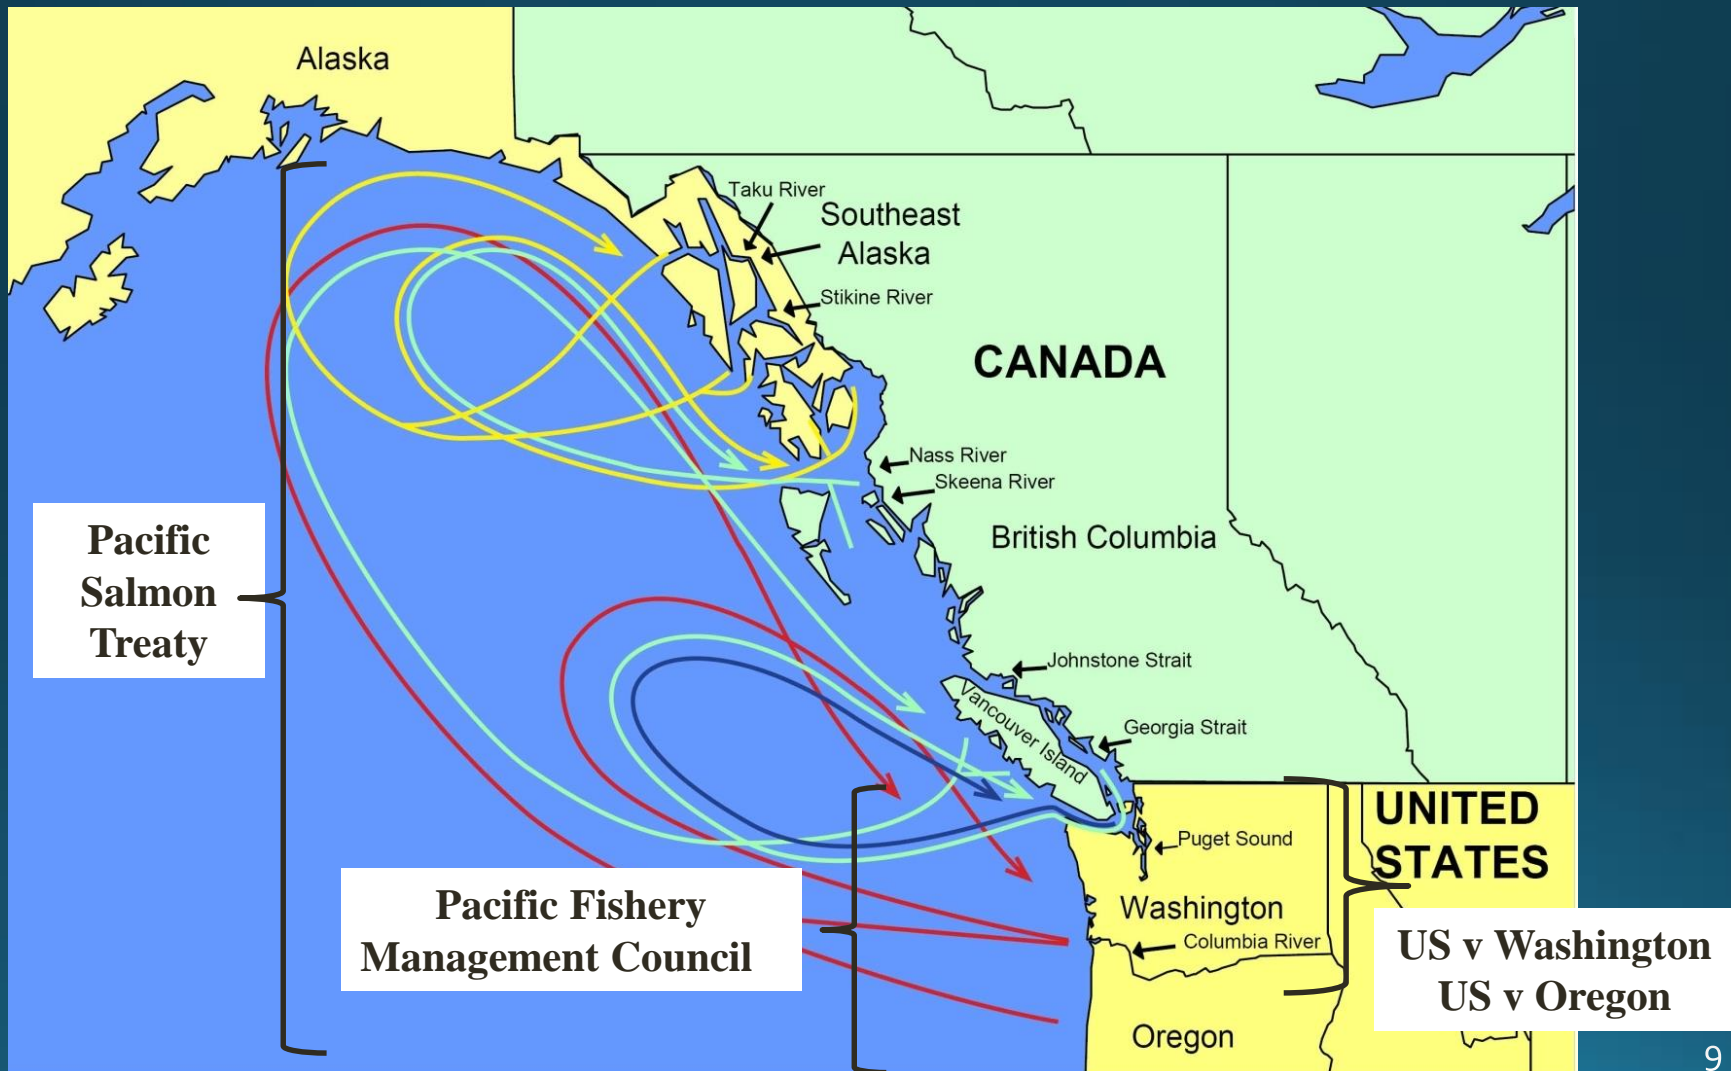 Alaska
Taku River
Southeast
Alaska
Stikine River
CANADA
Nass River
Skeena River
British Columbia
Pacific
Salmon
Treaty
Johnstone Strait
Vancouver Island
Georgia Strait
UNITED
STATES
Puget Sound
Washington
Columbia River
Pacific Fishery
Management Council
US v Washington
US v Oregon
Oregon
9